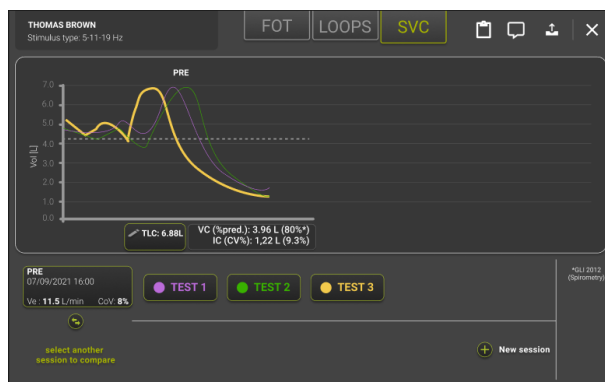 THOMAS BROWN
Stimulus type: 5-11-19 Hz
FOT
LOOPS
SVC
PRE
Vol [L]
7.0
6.0
5.0
4.0
3.0
2.0
1.0
0.0
TLC: 6.88L
VC (%pred.): 3.96 L (80%*)
IC (CV%): 1,22 L (9.3%)
PRE
07/09/2021 16:00
Ve : 11.5 L/min CoV: 8%
TEST 1
TEST 2
TEST 3
*GLI 2012
(Spirometry)
select another
session to compare
New session